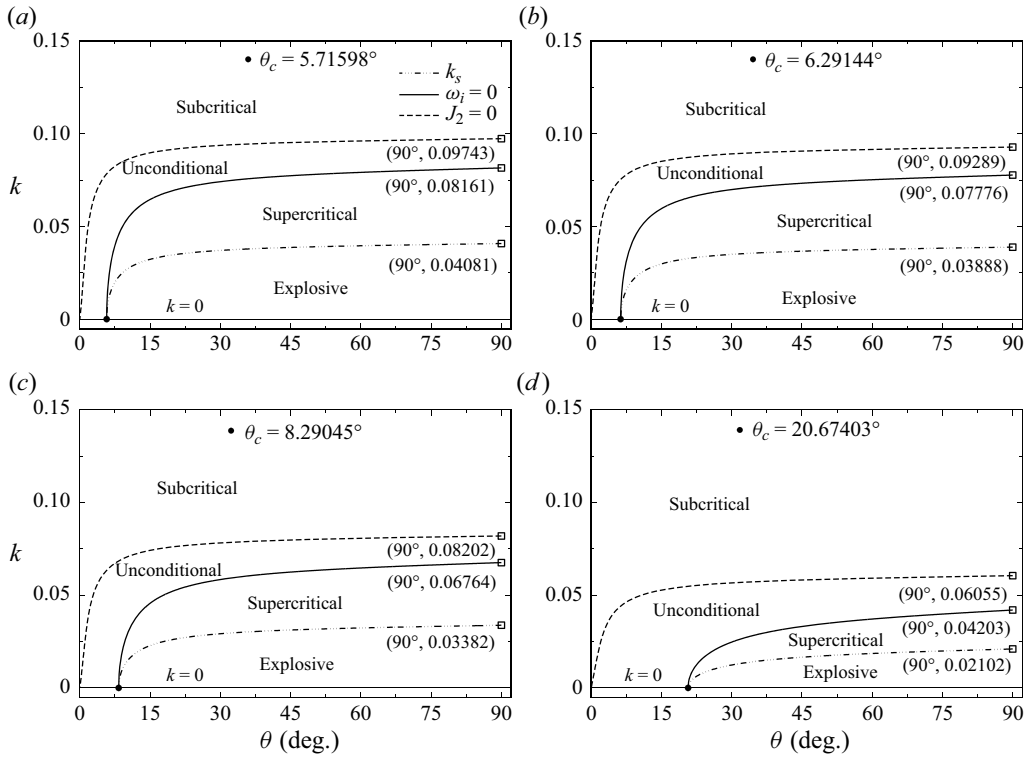 (a)
0.15
0.10
0.05
0
k
θc = 5.71598°
ks
ωi = 0
J2 = 0
Subcritical
(90°, 0.09743)
Unconditional
(90°, 0.08161)
Supercritical
(90°, 0.04081)
Explosive
k = 0
0 15 30 45 60 75 90
(b)
0.15
0.10
0.05
0
θc = 6.29144°
Subcritical
(90°, 0.09289)
Unconditional
(90°, 0.07776)
Supercritical
(90°, 0.03888)
Explosive
k = 0
0 15 30 45 60 75 90
(c)
0.15
0.10
0.05
0
k
θc = 8.29045°
Subcritical
(90°, 0.08202)
Unconditional
(90°, 0.06764)
Supercritical
(90°, 0.03382)
Explosive
k = 0
0 15 30 45 60 75 90
θ (deg.)
(d)
0.15
0.10
0.05
0
θc = 20.67403°
Subcritical
(90°, 0.06055)
Unconditional
(90°, 0.04203)
Supercritical
(90°, 0.02102)
Explosive
k = 0
0 15 30 45 60 75 90
θ (deg.)